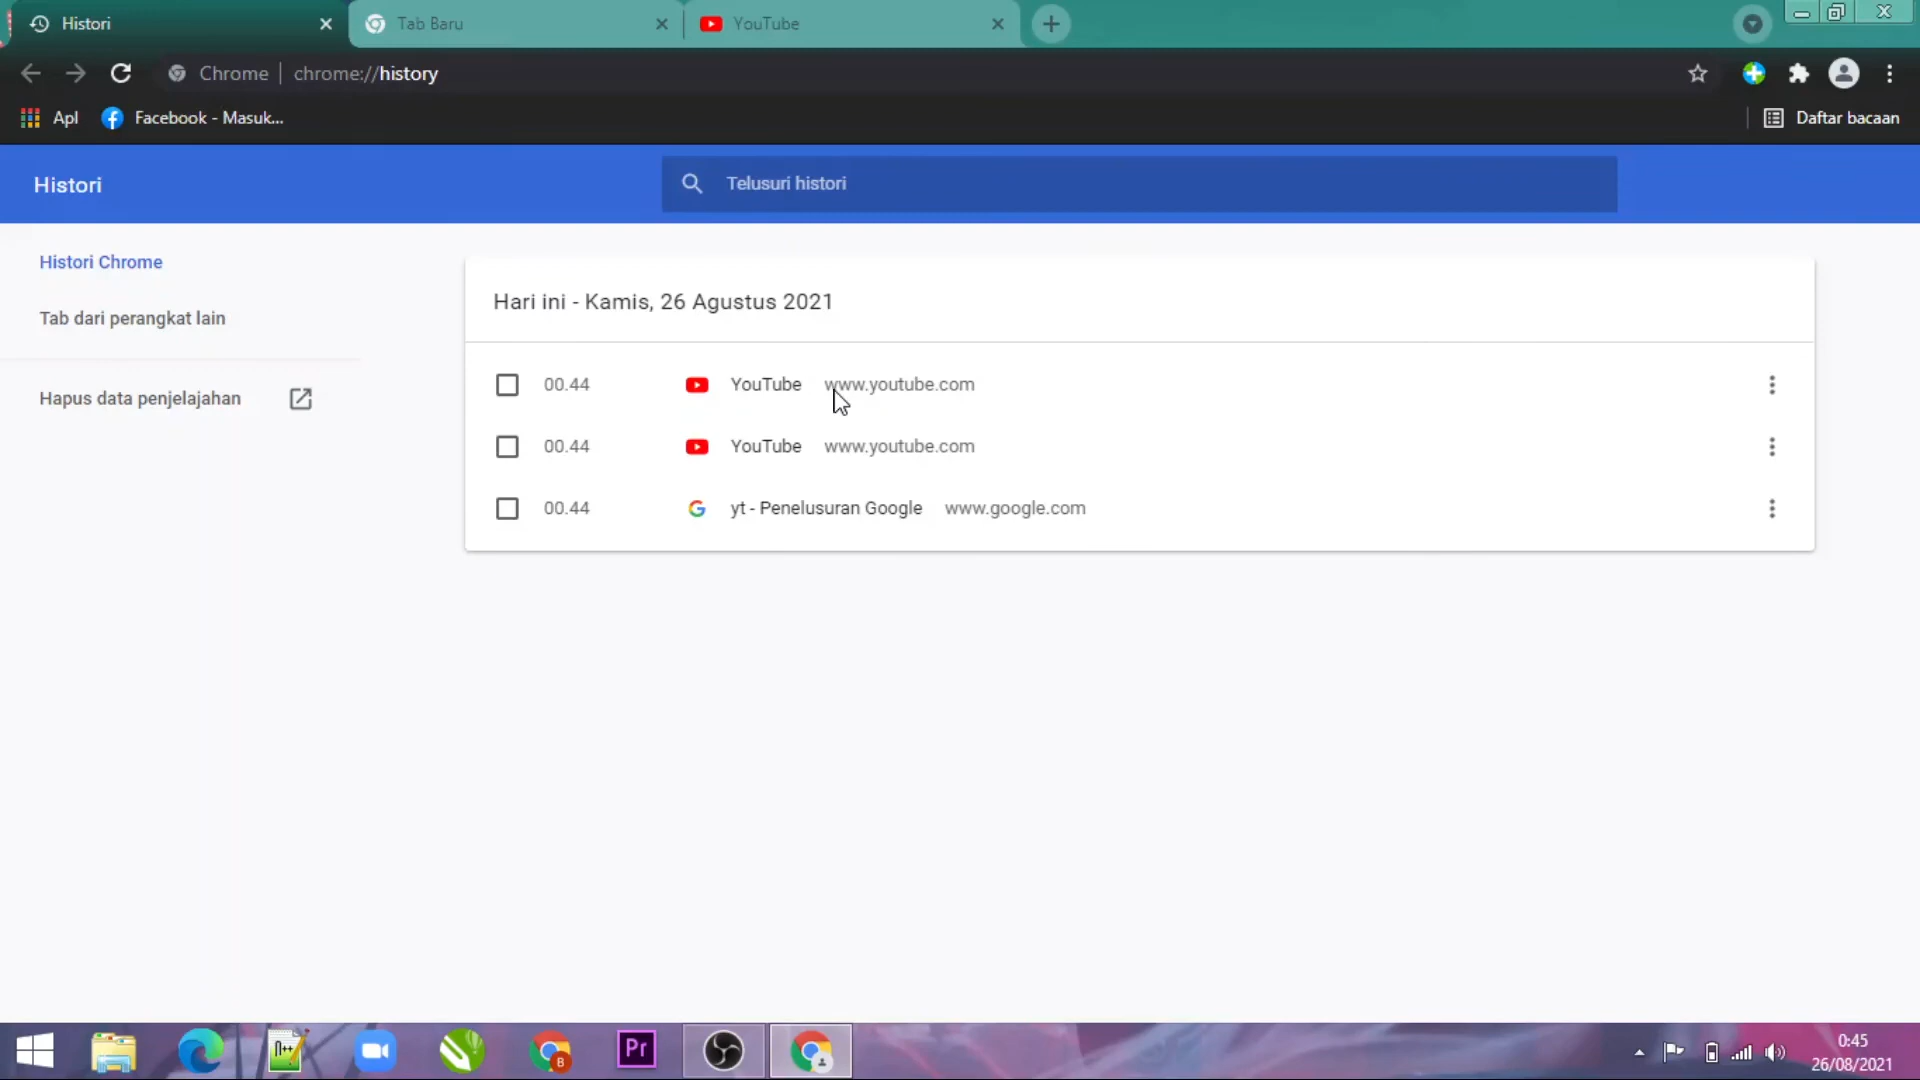 Histori
Tab Baru
YouTube
Chrome chrome://history
Apl
Facebook - Masuk...
Daftar bacaan
Histori
Telusuri histori
Histori Chrome
Tab dari perangkat lain
Hapus data penjelajahan
Hari ini - Kamis, 26 Agustus 2021
00.44 YouTube www.youtube.com
00.44 YouTube www.youtube.com
00.44 yt - Penelusuran Google www.google.com
n++
B
Pr
0:45
26/08/2021